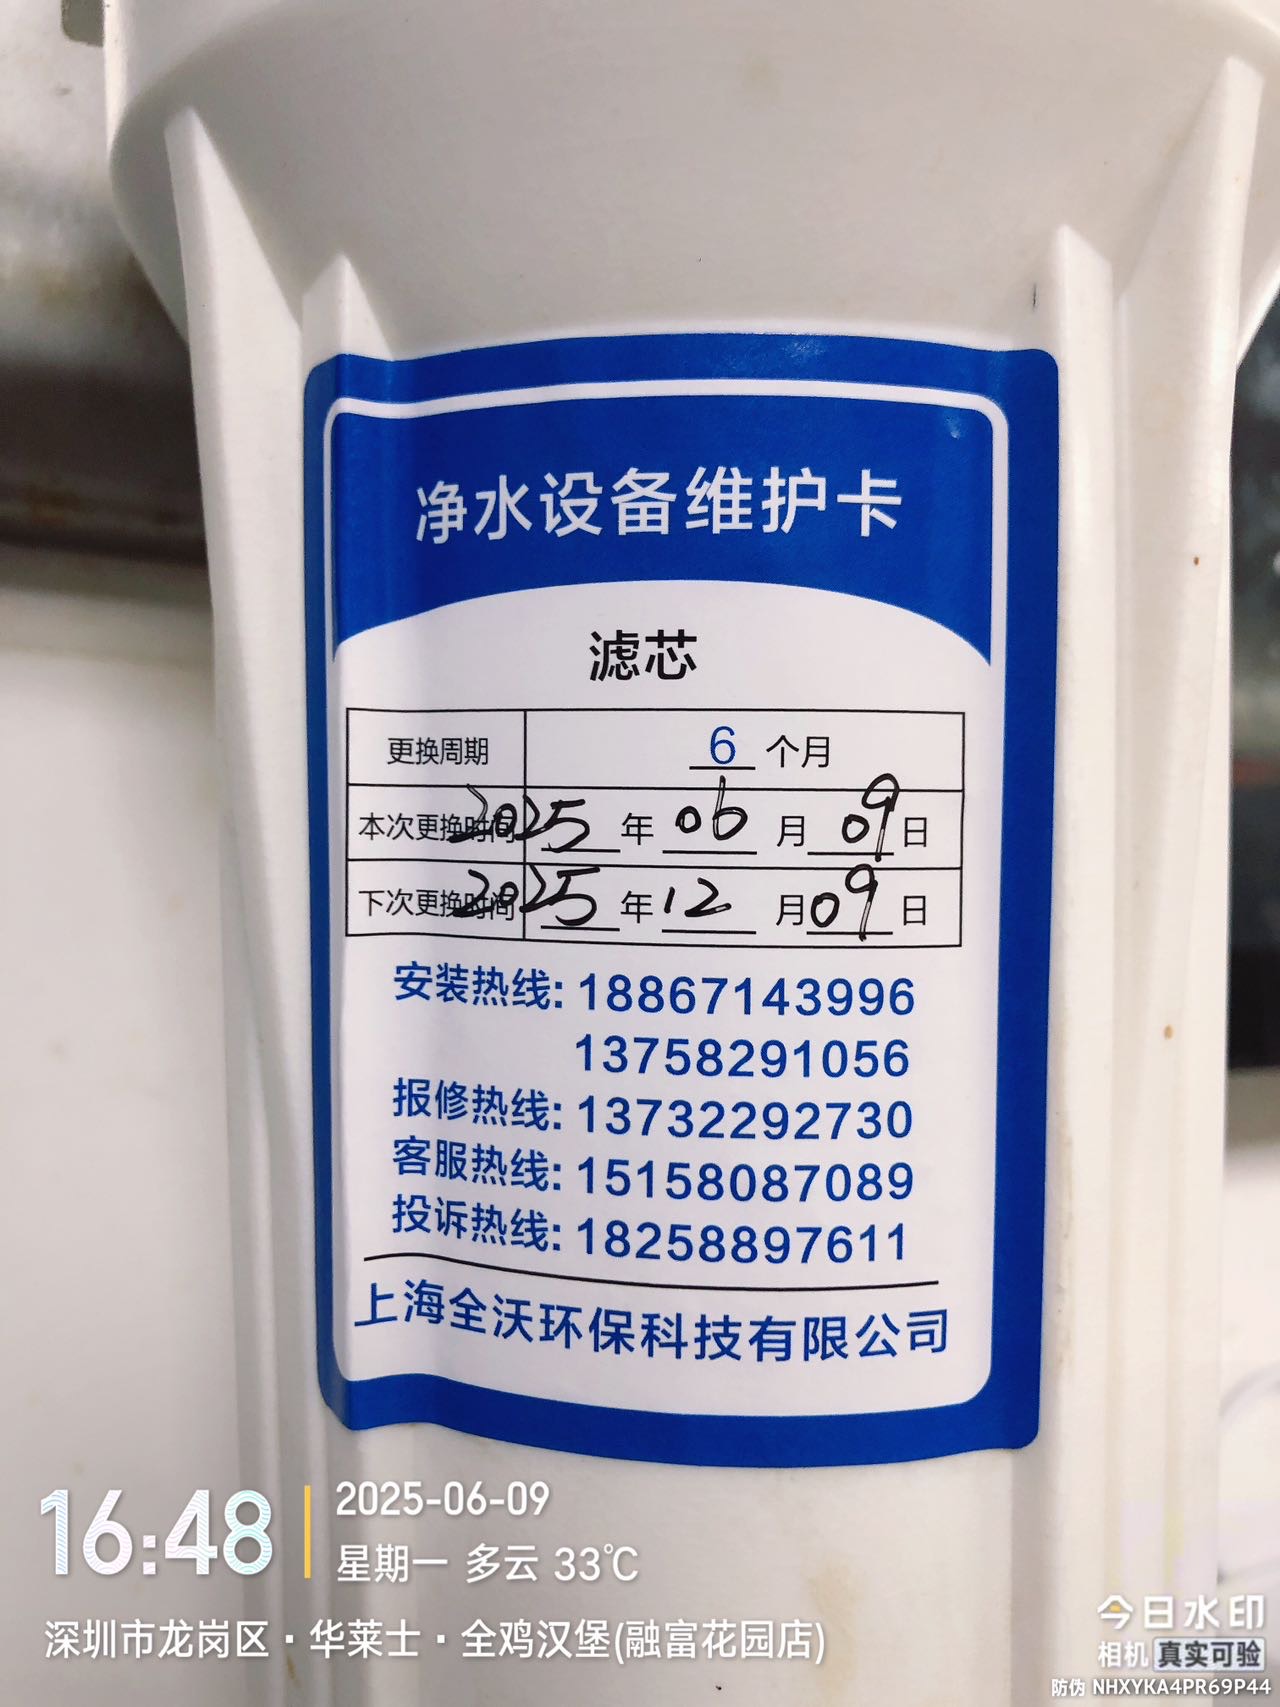 净水设备维护卡
滤芯
更换周期 6 个月
本次更换时间 2025 年 06 月 09 日
下次更换时间 2025 年 12 月 09 日
安装热线: 18867143996
13758291056
报修热线: 13732292730
客服热线: 15158087089
投诉热线: 18258897611
上海全沃环保科技有限公司
16:48
2025-06-09
星期一 多云 33℃
深圳市龙岗区·华莱士·全鸡汉堡(融富花园店)
今日水印
相机 真实可验
防伪 NHXYKA4PR69P44